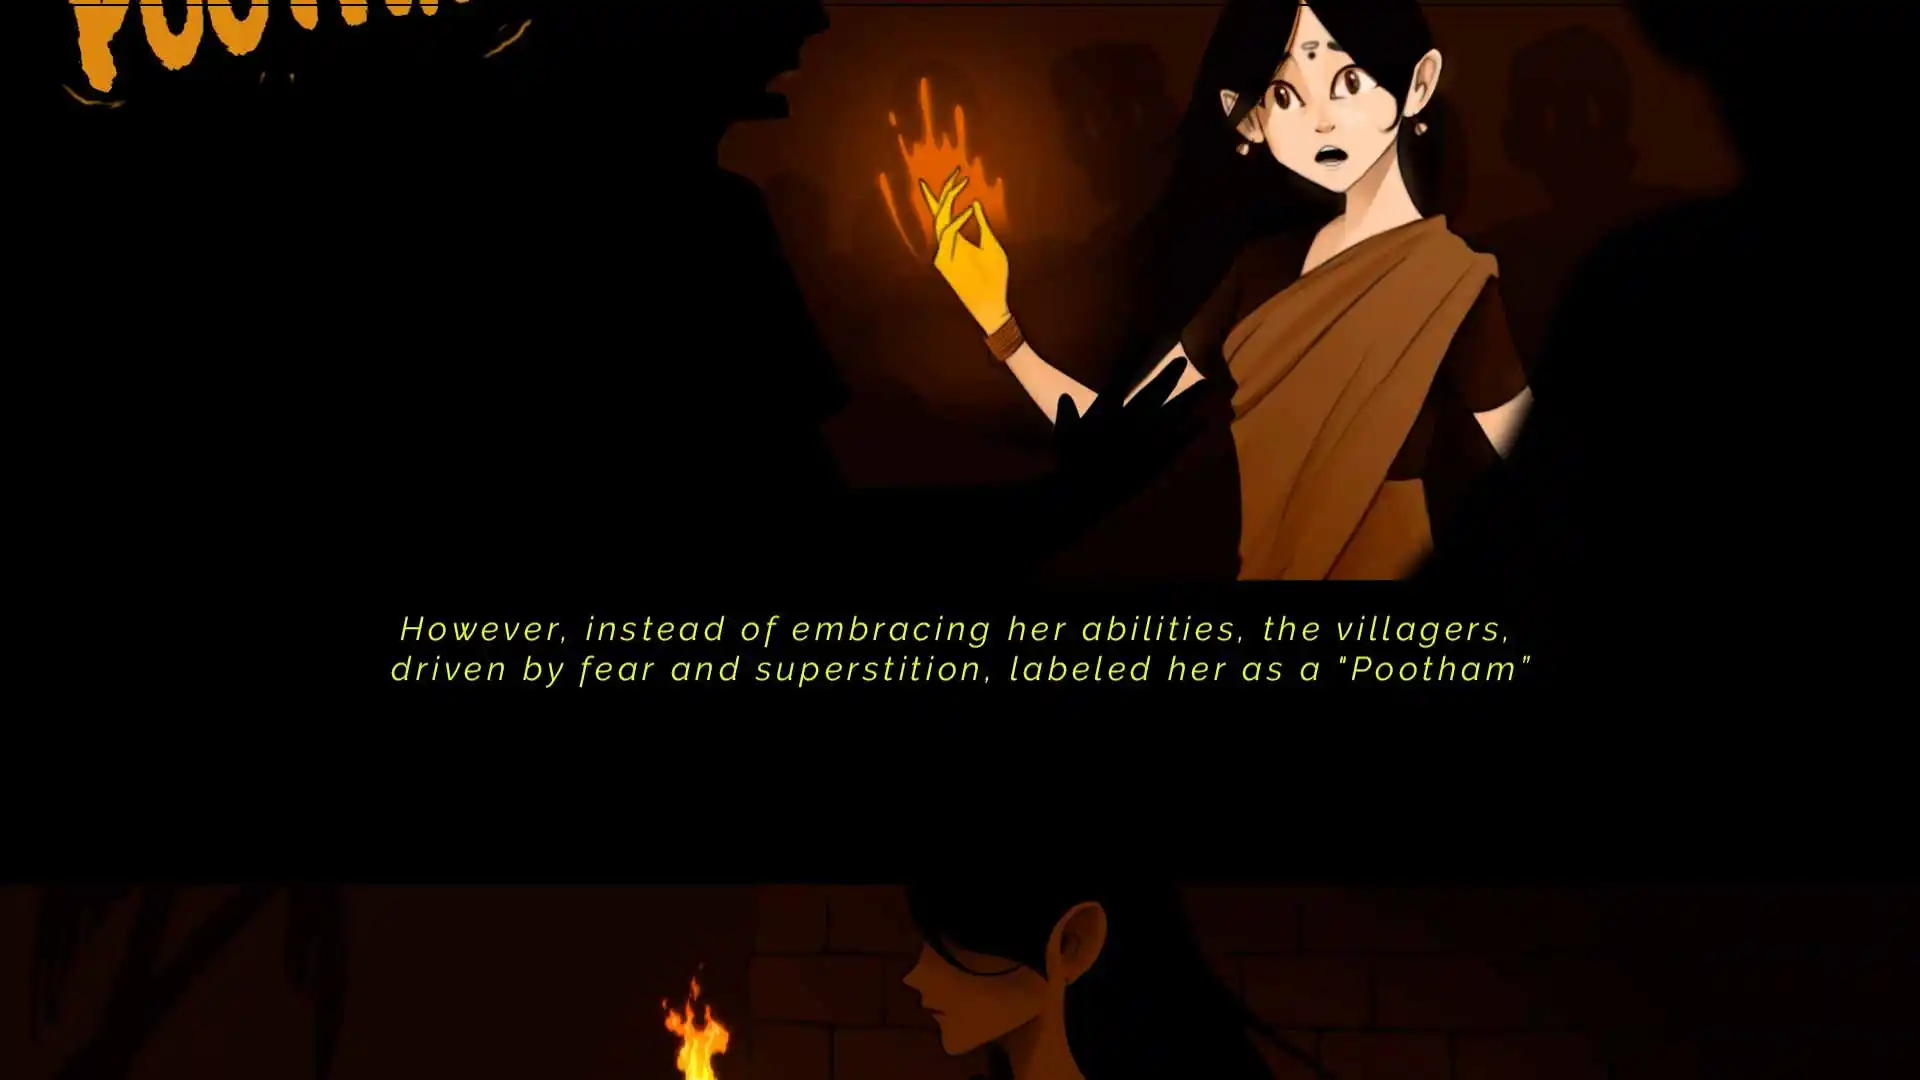 However, instead of embracing her abilities, the villagers,
driven by fear and superstition, labeled her as a "Pootham”